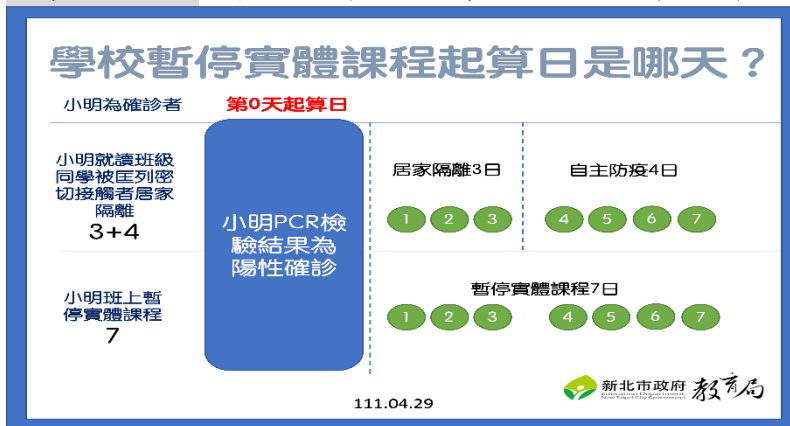 學校暫停實體課程起算日是哪天？
小明為確診者
第0天起算日
小明就讀班級
同學被匡列密
切接觸者居家
隔離
3+4
小明PCR檢
驗結果為
陽性確診
居家隔離3日
自主防疫4日
1 2 3 4 5 6 7
小明班上暫
停實體課程
7
暫停實體課程7日
1 2 3 4 5 6 7
111.04.29
新北市政府 教育局
Education Department,
New Taipei City Government